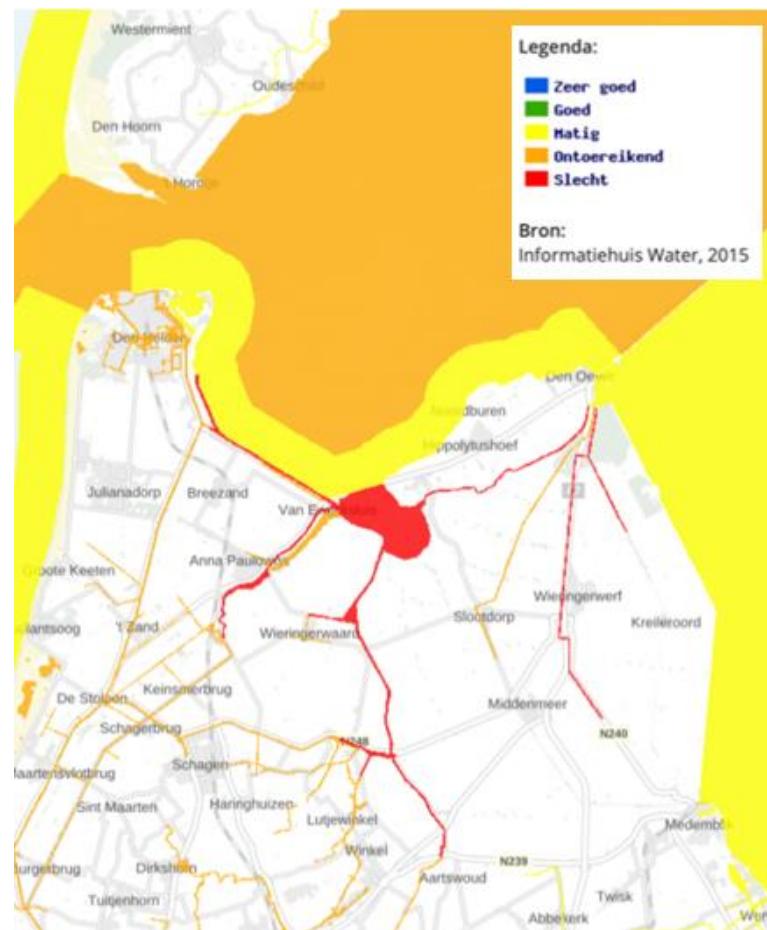 Westermient
Oudeschild
Den Hoorn
't Horntje
Legenda:
Zeer goed
Goed
Matig
Ontoereikend
Slecht
Bron:
Informatiehuis Water, 2015
Den Helder
Den Oever
Hippolytushoef
Julianadorp
Breezand
Anna Paulowna
Groote Keeten
't Zand
Wieringerwaard
Slootdorp
Wieringerwerf
Kreileroord
De Stolpen
Keinsmerbrug
Middenmeer
Schagerbrug
N248
N240
Schagen
Sint Maarten
Haringhuizen
Lutjewinkel
Medemblik
Winkel
N239
Dirkshorn
Aartswoud
Tuitjenhorn
Twisk
Abbekerk